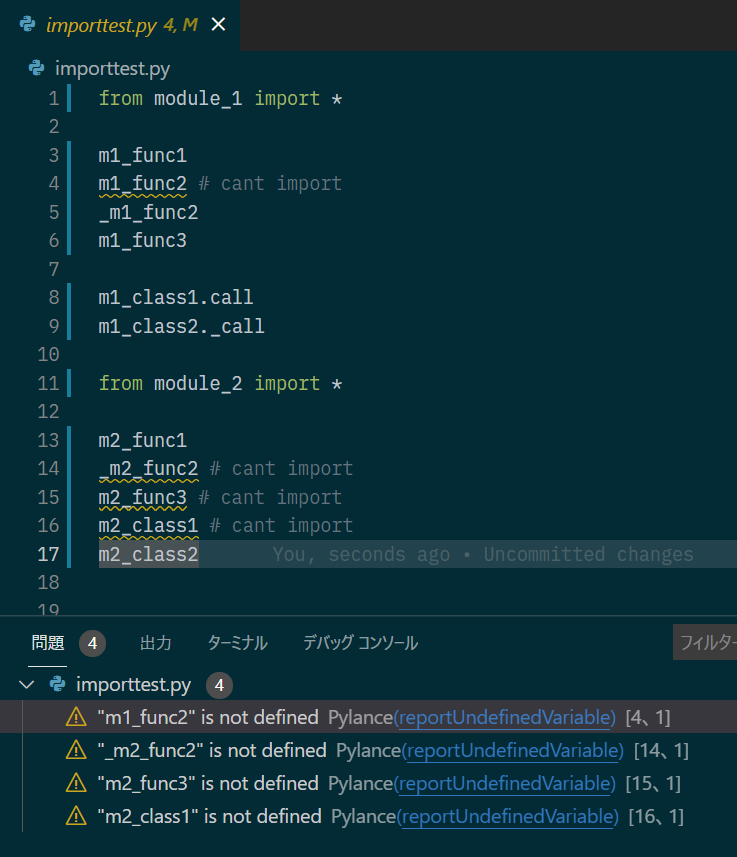 importtest.py 4, M
importtest.py
1 from module_1 import *
2
3 m1_func1
4 m1_func2 # cant import
5 _m1_func2
6 m1_func3
7
8 m1_class1.call
9 m1_class2._call
10
11 from module_2 import *
12
13 m2_func1
14 _m2_func2 # cant import
15 m2_func3 # cant import
16 m2_class1 # cant import
17 m2_class2 You, seconds ago • Uncommitted changes
18
19
問題 4 出力 ターミナル デバッグ コンソール フィルター
importtest.py 4
"m1_func2" is not defined Pylance(reportUndefinedVariable) [4、1]
"_m2_func2" is not defined Pylance(reportUndefinedVariable) [14、1]
"m2_func3" is not defined Pylance(reportUndefinedVariable) [15、1]
"m2_class1" is not defined Pylance(reportUndefinedVariable) [16、1]